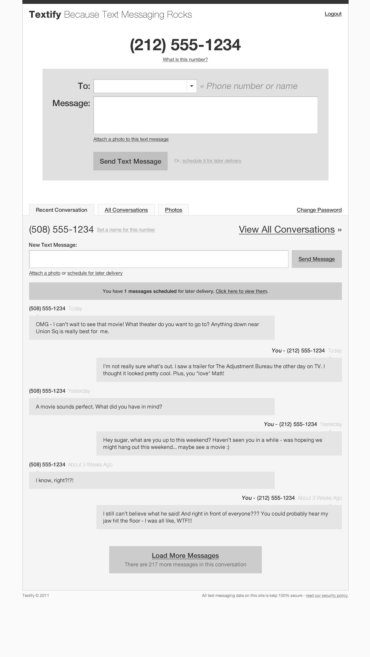 Textify Because Text Messaging Rocks
Logout
(212) 555-1234
What is this number?
To:
« Phone number or name
Message:
Attach a photo to this text message
Send Text Message
Or, schedule it for later delivery.
Recent Conversation
All Conversations
Photos
Change Password
(508) 555-1234 Set a name for this number
View All Conversations »
New Text Message:
Send Message
Attach a photo or schedule for later delivery
You have 1 messages scheduled for later delivery. Click here to view them.
(508) 555-1234 Today
OMG - I can't wait to see that movie! What theater do you want to go to? Anything down near
Union Sq is really best for me.
You - (212) 555-1234 Today
I'm not really sure what's out. I saw a trailer for The Adjustment Bureau the other day on TV. I
thought it looked pretty cool. Plus, you *love* Matt!
(508) 555-1234 Yesterday
A movie sounds perfect. What did you have in mind?
You - (212) 555-1234 Yesterday
Hey sugar, what are you up to this weekend? Haven't seen you in a while - was hopeing we
might hang out this weekend... maybe see a movie :)
(508) 555-1234 About 3 Weeks Ago
I know, right?!?!
You - (212) 555-1234 About 3 Weeks Ago
I still can't believe what he said! And right in front of everyone??? You could probably hear my
jaw hit the floor - I was all like, WTF!!!
Load More Messages
There are 217 more messages in this conversation
Textify © 2011
All text messaging data on this site is kept 100% secure - read our security policy.